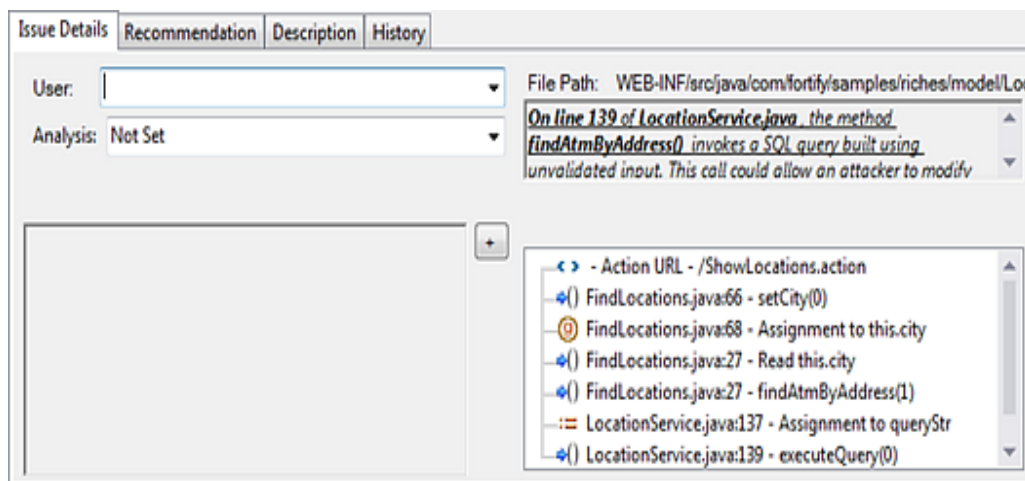 Issue Details Recommendation Description History
User:
Analysis: Not Set
+
File Path: WEB-INF/src/java/com/fortify/samples/riches/model/Loc
On line 139 of LocationService.java , the method
findAtmByAddress() invokes a SQL query built using
unvalidated input. This call could allow an attacker to modify
<> - Action URL - /ShowLocations.action
() FindLocations.java:66 - setCity(0)
g FindLocations.java:68 - Assignment to this.city
() FindLocations.java:27 - Read this.city
() FindLocations.java:27 - findAtmByAddress(1)
:= LocationService.java:137 - Assignment to queryStr
() LocationService.java:139 - executeQuery(0)